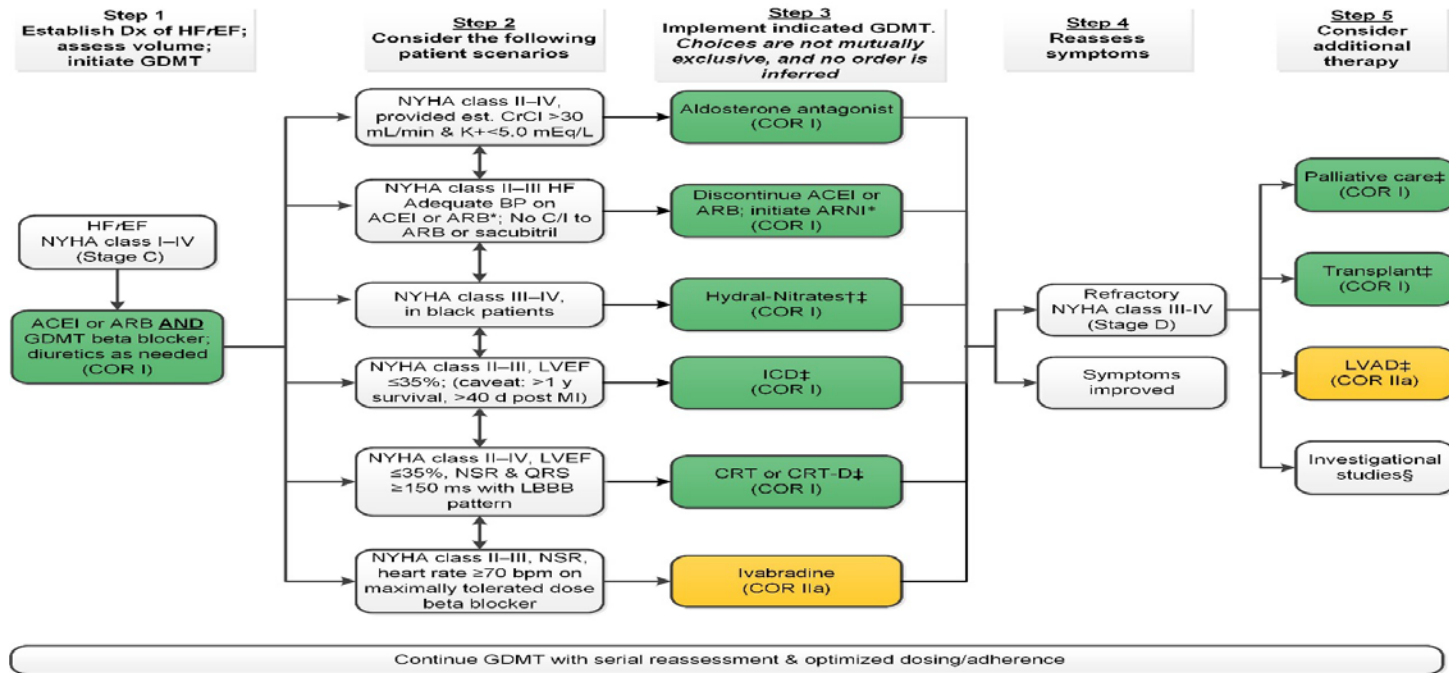 Step 1
Establish Dx of HFrEF;
assess volume;
initiate GDMT
Step 2
Consider the following
patient scenarios
Step 3
Implement indicated GDMT.
Choices are not mutually
exclusive, and no order is
inferred
Step 4
Reassess
symptoms
Step 5
Consider
additional
therapy
HFrEF
NYHA class I–IV
(Stage C)
ACEI or ARB AND
GDMT beta blocker;
diuretics as needed
(COR I)
NYHA class II–IV,
provided est. CrCl >30
mL/min & K+<5.0 mEq/L
NYHA class II–III HF
Adequate BP on
ACEI or ARB*; No C/I to
ARB or sacubitril
NYHA class III–IV,
in black patients
NYHA class II–III, LVEF
≤35%; (caveat: >1 y
survival, >40 d post MI)
NYHA class II–IV, LVEF
≤35%, NSR & QRS
≥150 ms with LBBB
pattern
NYHA class II–III, NSR,
heart rate ≥70 bpm on
maximally tolerated dose
beta blocker
Aldosterone antagonist
(COR I)
Discontinue ACEI or
ARB; initiate ARNI*
(COR I)
Hydral-Nitrates†‡
(COR I)
ICD‡
(COR I)
CRT or CRT-D‡
(COR I)
Ivabradine
(COR IIa)
Refractory
NYHA class III-IV
(Stage D)
Symptoms
improved
Palliative care‡
(COR I)
Transplant‡
(COR I)
LVAD‡
(COR IIa)
Investigational
studies§
Continue GDMT with serial reassessment & optimized dosing/adherence